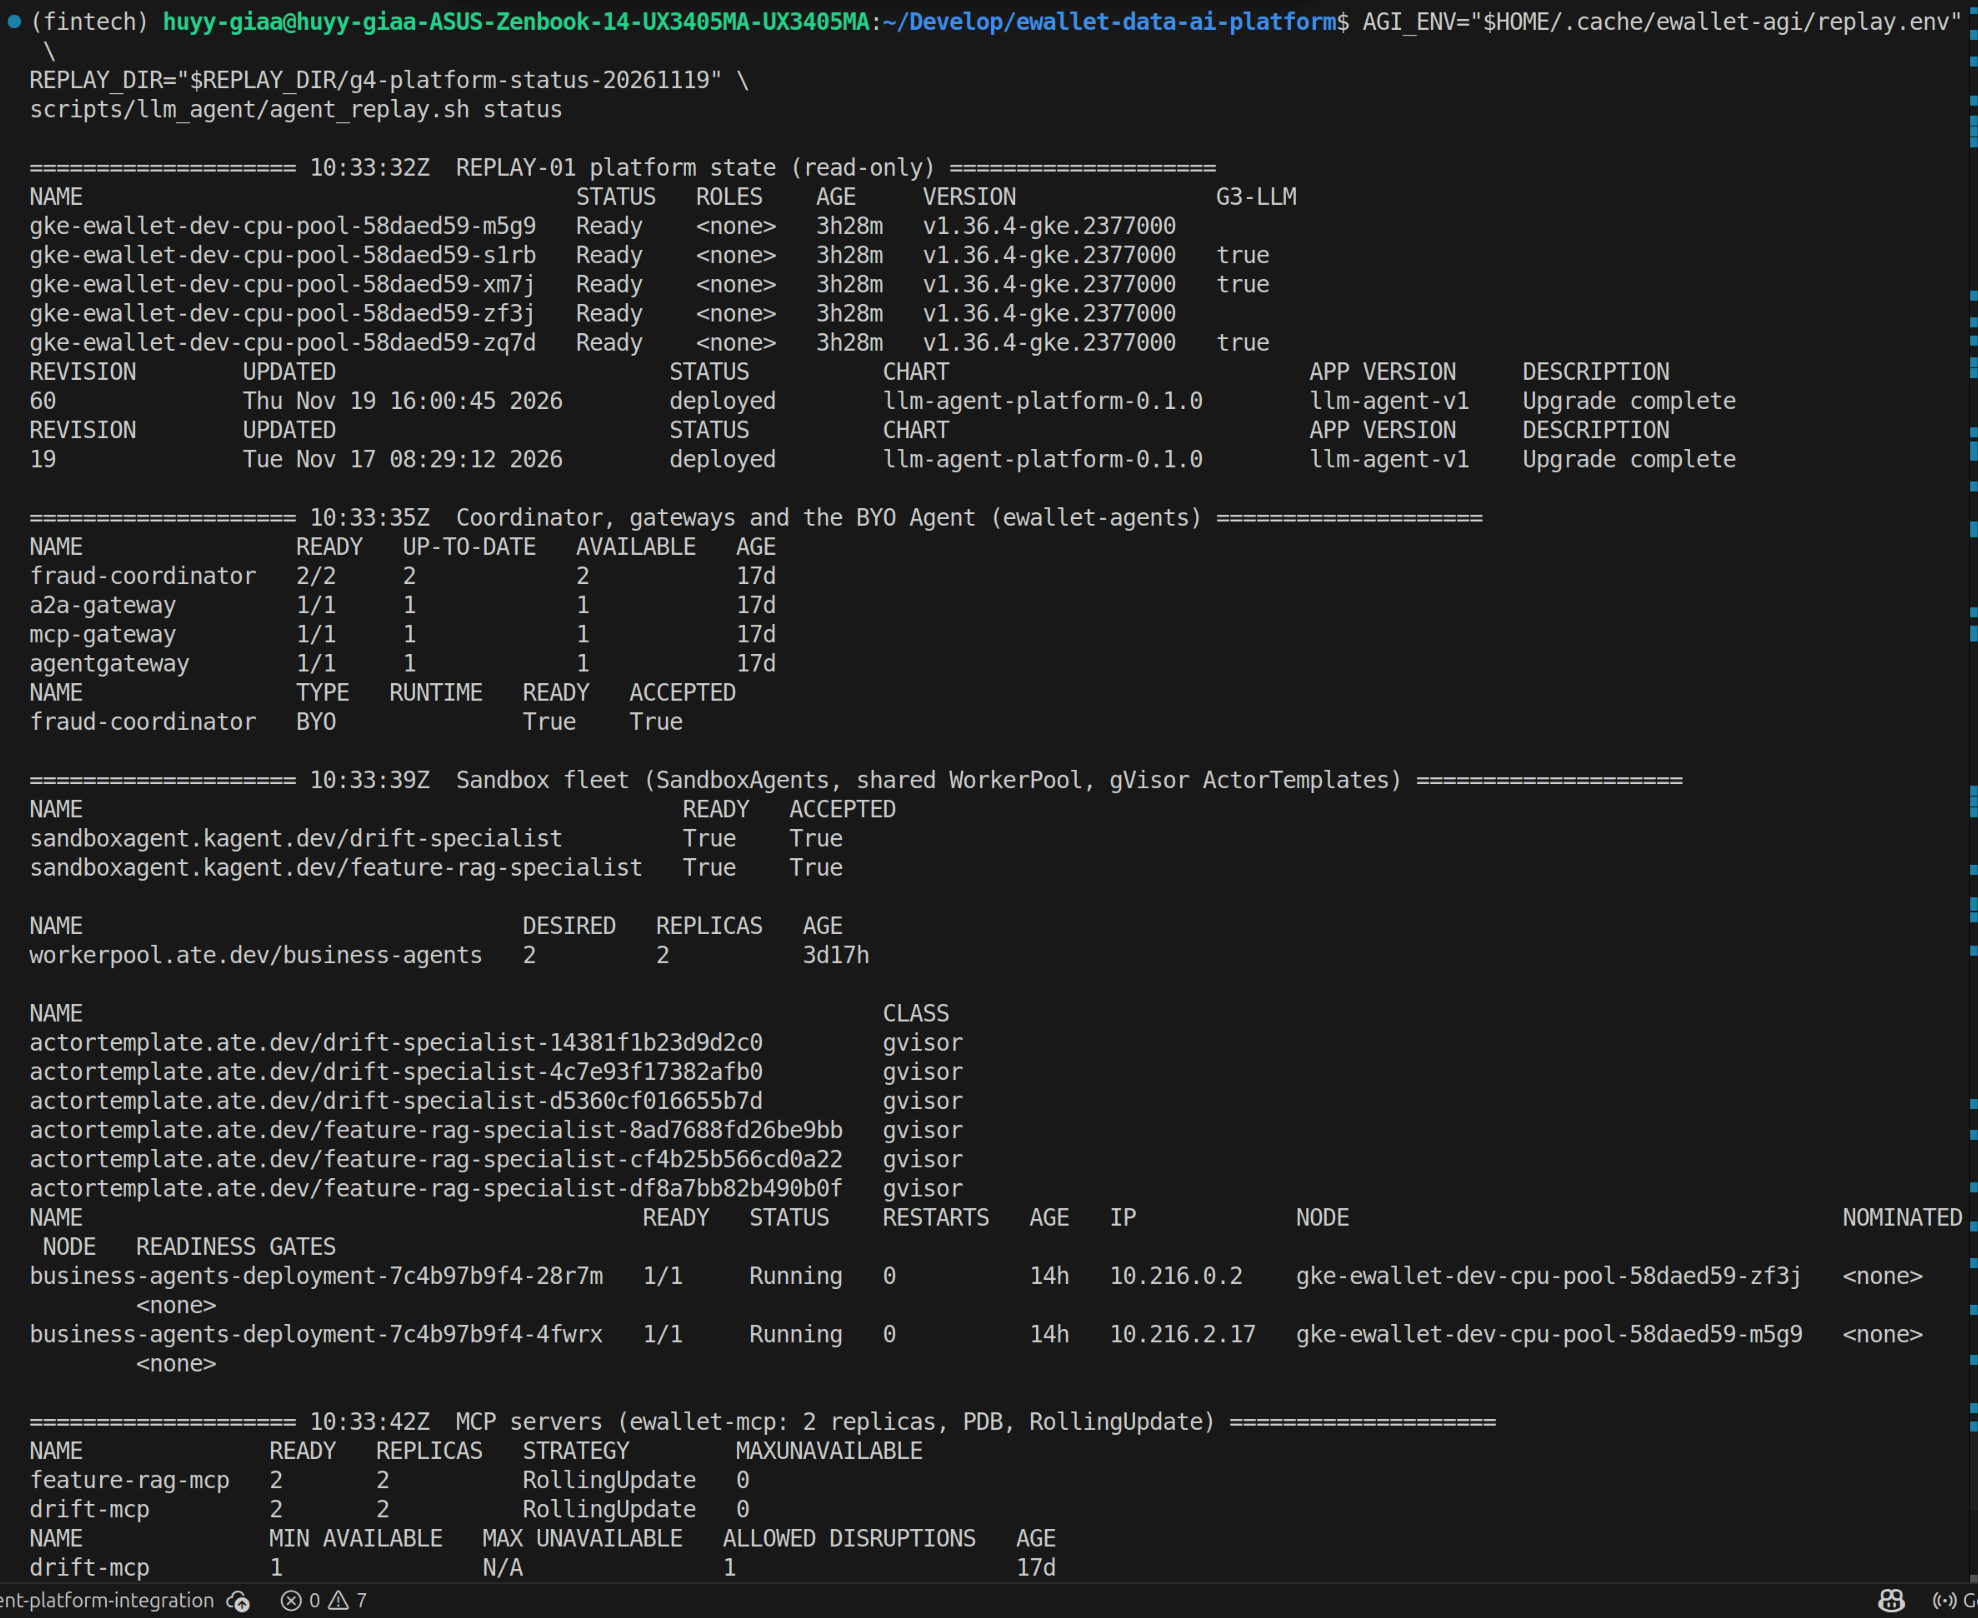 (fintech) huyy-giaa@huyy-giaa-ASUS-Zenbook-14-UX3405MA-UX3405MA:~/Develop/ewallet-data-ai-platform$ AGI_ENV="$HOME/.cache/ewallet-agi/replay.env"
 \
REPLAY_DIR="$REPLAY_DIR/g4-platform-status-20261119" \
scripts/llm_agent/agent_replay.sh status

==================== 10:33:32Z  REPLAY-01 platform state (read-only) ====================
NAME                                     STATUS   ROLES    AGE     VERSION               G3-LLM
gke-ewallet-dev-cpu-pool-58daed59-m5g9   Ready    <none>   3h28m   v1.36.4-gke.2377000
gke-ewallet-dev-cpu-pool-58daed59-s1rb   Ready    <none>   3h28m   v1.36.4-gke.2377000   true
gke-ewallet-dev-cpu-pool-58daed59-xm7j   Ready    <none>   3h28m   v1.36.4-gke.2377000   true
gke-ewallet-dev-cpu-pool-58daed59-zf3j   Ready    <none>   3h28m   v1.36.4-gke.2377000
gke-ewallet-dev-cpu-pool-58daed59-zq7d   Ready    <none>   3h28m   v1.36.4-gke.2377000   true
REVISION        UPDATED                         STATUS          CHART                           APP VERSION     DESCRIPTION
60              Thu Nov 19 16:00:45 2026        deployed        llm-agent-platform-0.1.0        llm-agent-v1    Upgrade complete
REVISION        UPDATED                         STATUS          CHART                           APP VERSION     DESCRIPTION
19              Tue Nov 17 08:29:12 2026        deployed        llm-agent-platform-0.1.0        llm-agent-v1    Upgrade complete

==================== 10:33:35Z  Coordinator, gateways and the BYO Agent (ewallet-agents) ====================
NAME                READY   UP-TO-DATE   AVAILABLE   AGE
fraud-coordinator   2/2     2            2           17d
a2a-gateway         1/1     1            1           17d
mcp-gateway         1/1     1            1           17d
agentgateway        1/1     1            1           17d
NAME                TYPE   RUNTIME   READY   ACCEPTED
fraud-coordinator   BYO              True    True

==================== 10:33:39Z  Sandbox fleet (SandboxAgents, shared WorkerPool, gVisor ActorTemplates) ====================
NAME                                             READY   ACCEPTED
sandboxagent.kagent.dev/drift-specialist         True    True
sandboxagent.kagent.dev/feature-rag-specialist   True    True

NAME                                 DESIRED   REPLICAS   AGE
workerpool.ate.dev/business-agents   2         2          3d17h

NAME                                                            CLASS
actortemplate.ate.dev/drift-specialist-14381f1b23d9d2c0         gvisor
actortemplate.ate.dev/drift-specialist-4c7e93f17382afb0         gvisor
actortemplate.ate.dev/drift-specialist-d5360cf016655b7d         gvisor
actortemplate.ate.dev/feature-rag-specialist-8ad7688fd26be9bb   gvisor
actortemplate.ate.dev/feature-rag-specialist-cf4b25b566cd0a22   gvisor
actortemplate.ate.dev/feature-rag-specialist-df8a7bb82b490b0f   gvisor
NAME                                          READY   STATUS    RESTARTS   AGE   IP            NODE                                     NOMINATED
 NODE   READINESS GATES
business-agents-deployment-7c4b97b9f4-28r7m   1/1     Running   0          14h   10.216.0.2    gke-ewallet-dev-cpu-pool-58daed59-zf3j   <none>
        <none>
business-agents-deployment-7c4b97b9f4-4fwrx   1/1     Running   0          14h   10.216.2.17   gke-ewallet-dev-cpu-pool-58daed59-m5g9   <none>
        <none>

==================== 10:33:42Z  MCP servers (ewallet-mcp: 2 replicas, PDB, RollingUpdate) ====================
NAME              READY   REPLICAS   STRATEGY        MAXUNAVAILABLE
feature-rag-mcp   2       2          RollingUpdate   0
drift-mcp         2       2          RollingUpdate   0
NAME              MIN AVAILABLE   MAX UNAVAILABLE   ALLOWED DISRUPTIONS   AGE
drift-mcp         1               N/A               1                     17d
ent-platform-integration 0 7 G